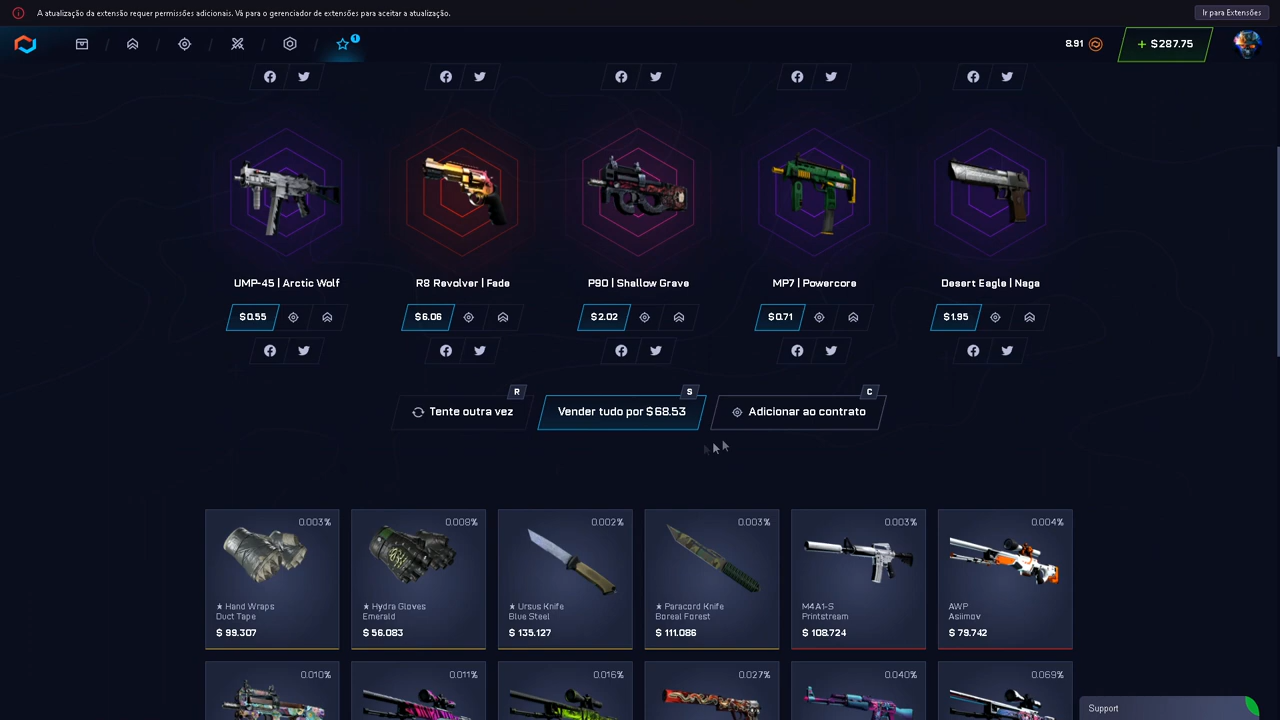 A atualização da extensão requer permissões adicionais. Vá para o gerenciador de extensões para aceitar a atualização.
Ir para Extensões
1
8.91
+ $287.75
UMP-45 | Arctic Wolf
R8 Revolver | Fade
P90 | Shallow Grave
MP7 | Powercore
Desert Eagle | Naga
$0.55
$6.06
$2.02
$0.71
$1.95
R
S
C
Tente outra vez
Vender tudo por $68.53
Adicionar ao contrato
0.003%
0.008%
0.002%
0.003%
0.003%
0.004%
★ Hand Wraps
Duct Tape
$ 99.307
★ Hydra Gloves
Emerald
$ 56.083
★ Ursus Knife
Blue Steel
$ 135.127
★ Paracord Knife
Boreal Forest
$ 111.086
M4A1-S
Printstream
$ 108.724
AWP
Asiimov
$ 79.742
0.010%
0.011%
0.016%
0.027%
0.040%
0.069%
Support